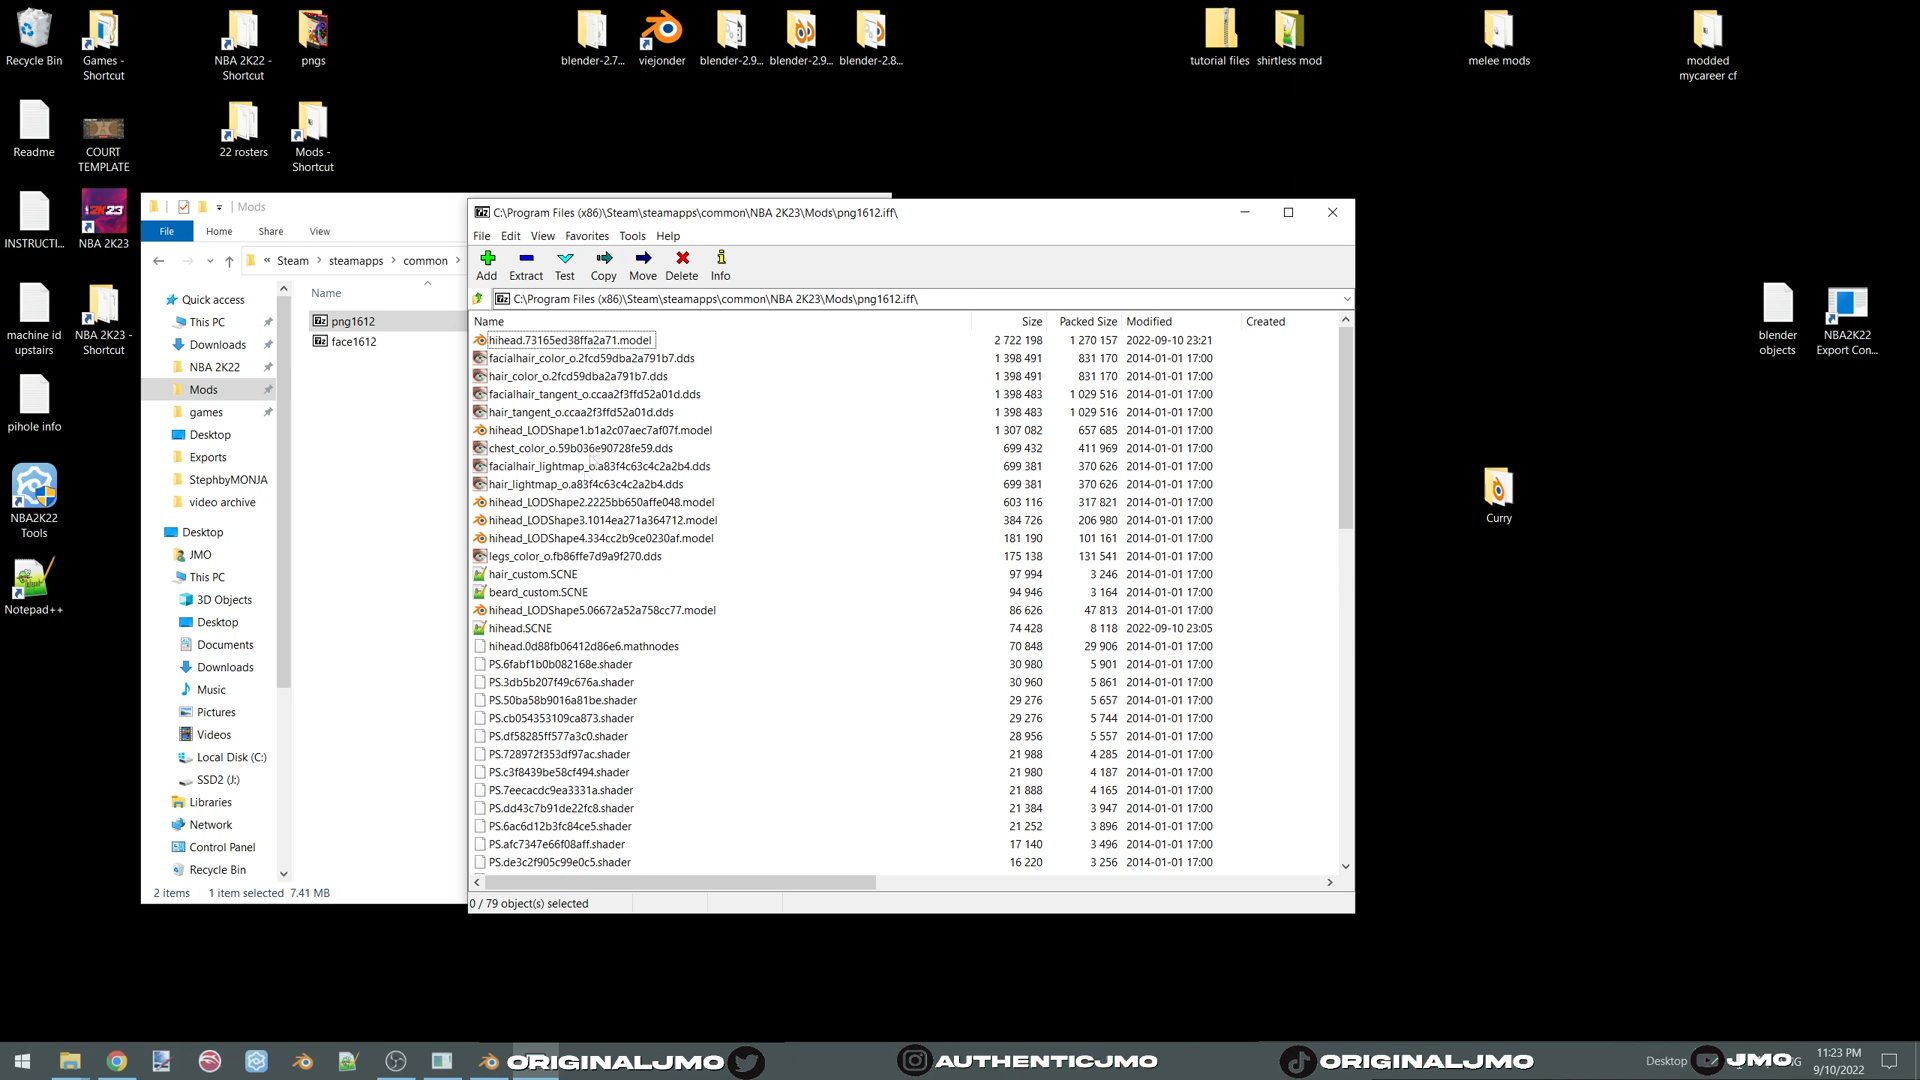 Recycle Bin
Games -
Shortcut
NBA 2K22 -
Shortcut
pngs
blender-2.7...
viejonder
blender-2.9...
blender-2.9...
blender-2.8...
tutorial files
shirtless mod
melee mods
modded
mycareer cf
Readme
COURT
TEMPLATE
22 rosters
Mods -
Shortcut
INSTRUCTI...
NBA 2K23
machine id
upstairs
NBA 2K23 -
Shortcut
pihole info
NBA2K22
Tools
Notepad++
blender
objects
NBA2K22
Export Con...
Curry
Mods
File Home Share View
« Steam > steamapps > common >
Name
png1612
face1612
Quick access
This PC
Downloads
NBA 2K22
Mods
games
Desktop
Exports
StephbyMONJA
video archive
Desktop
JMO
This PC
3D Objects
Desktop
Documents
Downloads
Music
Pictures
Videos
Local Disk (C:)
SSD2 (J:)
Libraries
Network
Control Panel
Recycle Bin
2 items 1 item selected 7.41 MB
7z C:\Program Files (x86)\Steam\steamapps\common\NBA 2K23\Mods\png1612.iff\
File Edit View Favorites Tools Help
Add Extract Test Copy Move Delete Info
7z C:\Program Files (x86)\Steam\steamapps\common\NBA 2K23\Mods\png1612.iff\
Name Size Packed Size Modified Created
hihead.73165ed38ffa2a71.model 2 722 198 1 270 157 2022-09-10 23:21
facialhair_color_o.2fcd59dba2a791b7.dds 1 398 491 831 170 2014-01-01 17:00
hair_color_o.2fcd59dba2a791b7.dds 1 398 491 831 170 2014-01-01 17:00
facialhair_tangent_o.ccaa2f3ffd52a01d.dds 1 398 483 1 029 516 2014-01-01 17:00
hair_tangent_o.ccaa2f3ffd52a01d.dds 1 398 483 1 029 516 2014-01-01 17:00
hihead_LODShape1.b1a2c07aec7af07f.model 1 307 082 657 685 2014-01-01 17:00
chest_color_o.59b036e90728fe59.dds 699 432 411 969 2014-01-01 17:00
facialhair_lightmap_o.a83f4c63c4c2a2b4.dds 699 381 370 626 2014-01-01 17:00
hair_lightmap_o.a83f4c63c4c2a2b4.dds 699 381 370 626 2014-01-01 17:00
hihead_LODShape2.2225bb650affe048.model 603 116 317 821 2014-01-01 17:00
hihead_LODShape3.1014ea271a364712.model 384 726 206 980 2014-01-01 17:00
hihead_LODShape4.334cc2b9ce0230af.model 181 190 101 161 2014-01-01 17:00
legs_color_o.fb86ffe7d9a9f270.dds 175 138 131 541 2014-01-01 17:00
hair_custom.SCNE 97 994 3 246 2014-01-01 17:00
beard_custom.SCNE 94 946 3 164 2014-01-01 17:00
hihead_LODShape5.06672a52a758cc77.model 86 626 47 813 2014-01-01 17:00
hihead.SCNE 74 428 8 118 2022-09-10 23:05
hihead.0d88fb06412d86e6.mathnodes 70 848 29 906 2014-01-01 17:00
PS.6fabf1b0b082168e.shader 30 980 5 901 2014-01-01 17:00
PS.3db5b207f49c676a.shader 30 960 5 861 2014-01-01 17:00
PS.50ba58b9016a81be.shader 29 276 5 657 2014-01-01 17:00
PS.cb054353109ca873.shader 29 276 5 744 2014-01-01 17:00
PS.df58285ff577a3c0.shader 28 956 5 557 2014-01-01 17:00
PS.728972f353df97ac.shader 21 988 4 285 2014-01-01 17:00
PS.c3f8439be58cf494.shader 21 980 4 187 2014-01-01 17:00
PS.7eecacdc9ea3331a.shader 21 888 4 165 2014-01-01 17:00
PS.dd43c7b91de22fc8.shader 21 384 3 947 2014-01-01 17:00
PS.6ac6d12b3fc84ce5.shader 21 252 3 896 2014-01-01 17:00
PS.afc7347e66f08aff.shader 17 140 3 496 2014-01-01 17:00
PS.de3c2f905c99e0c5.shader 16 220 3 256 2014-01-01 17:00
0 / 79 object(s) selected
ORIGINALJMO AUTHENTICJMO ORIGINALJMO Desktop JMO 11:23 PM
9/10/2022